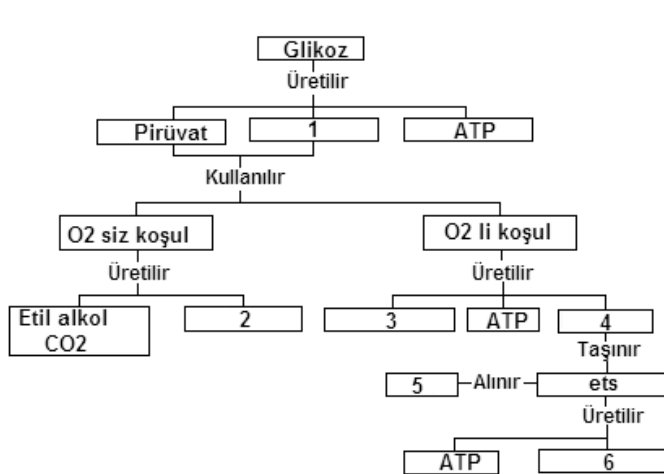 Glikoz
Üretilir
Pirüvat
1
ATP
Kullanılır
O2 siz koşul
O2 li koşul
Üretilir
Üretilir
Etil alkol
CO2
2
3
ATP
4
Taşınır
5
Alınır
ets
Üretilir
ATP
6